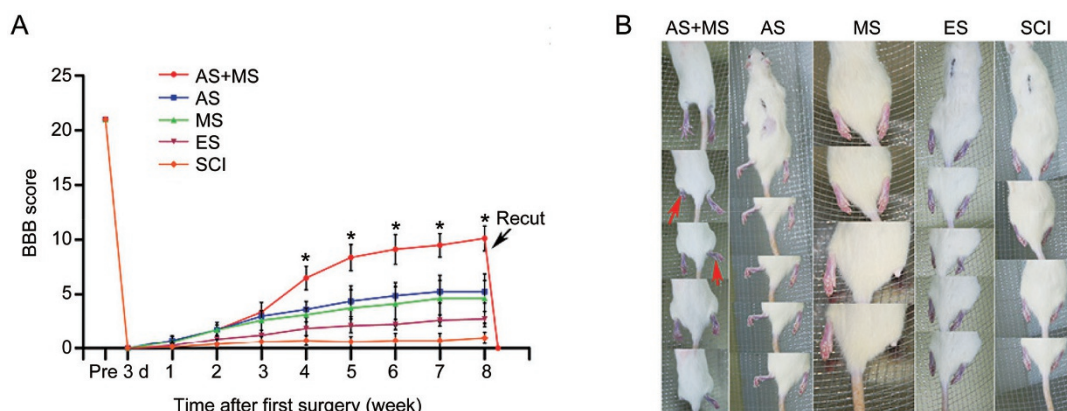 A
25
20
15
10
5
0
BBB score
AS+MS
AS
MS
ES
SCI
*
*
*
*
*
Recut
Pre 3 d 1 2 3 4 5 6 7 8
Time after first surgery (week)
B
AS+MS AS MS ES SCI